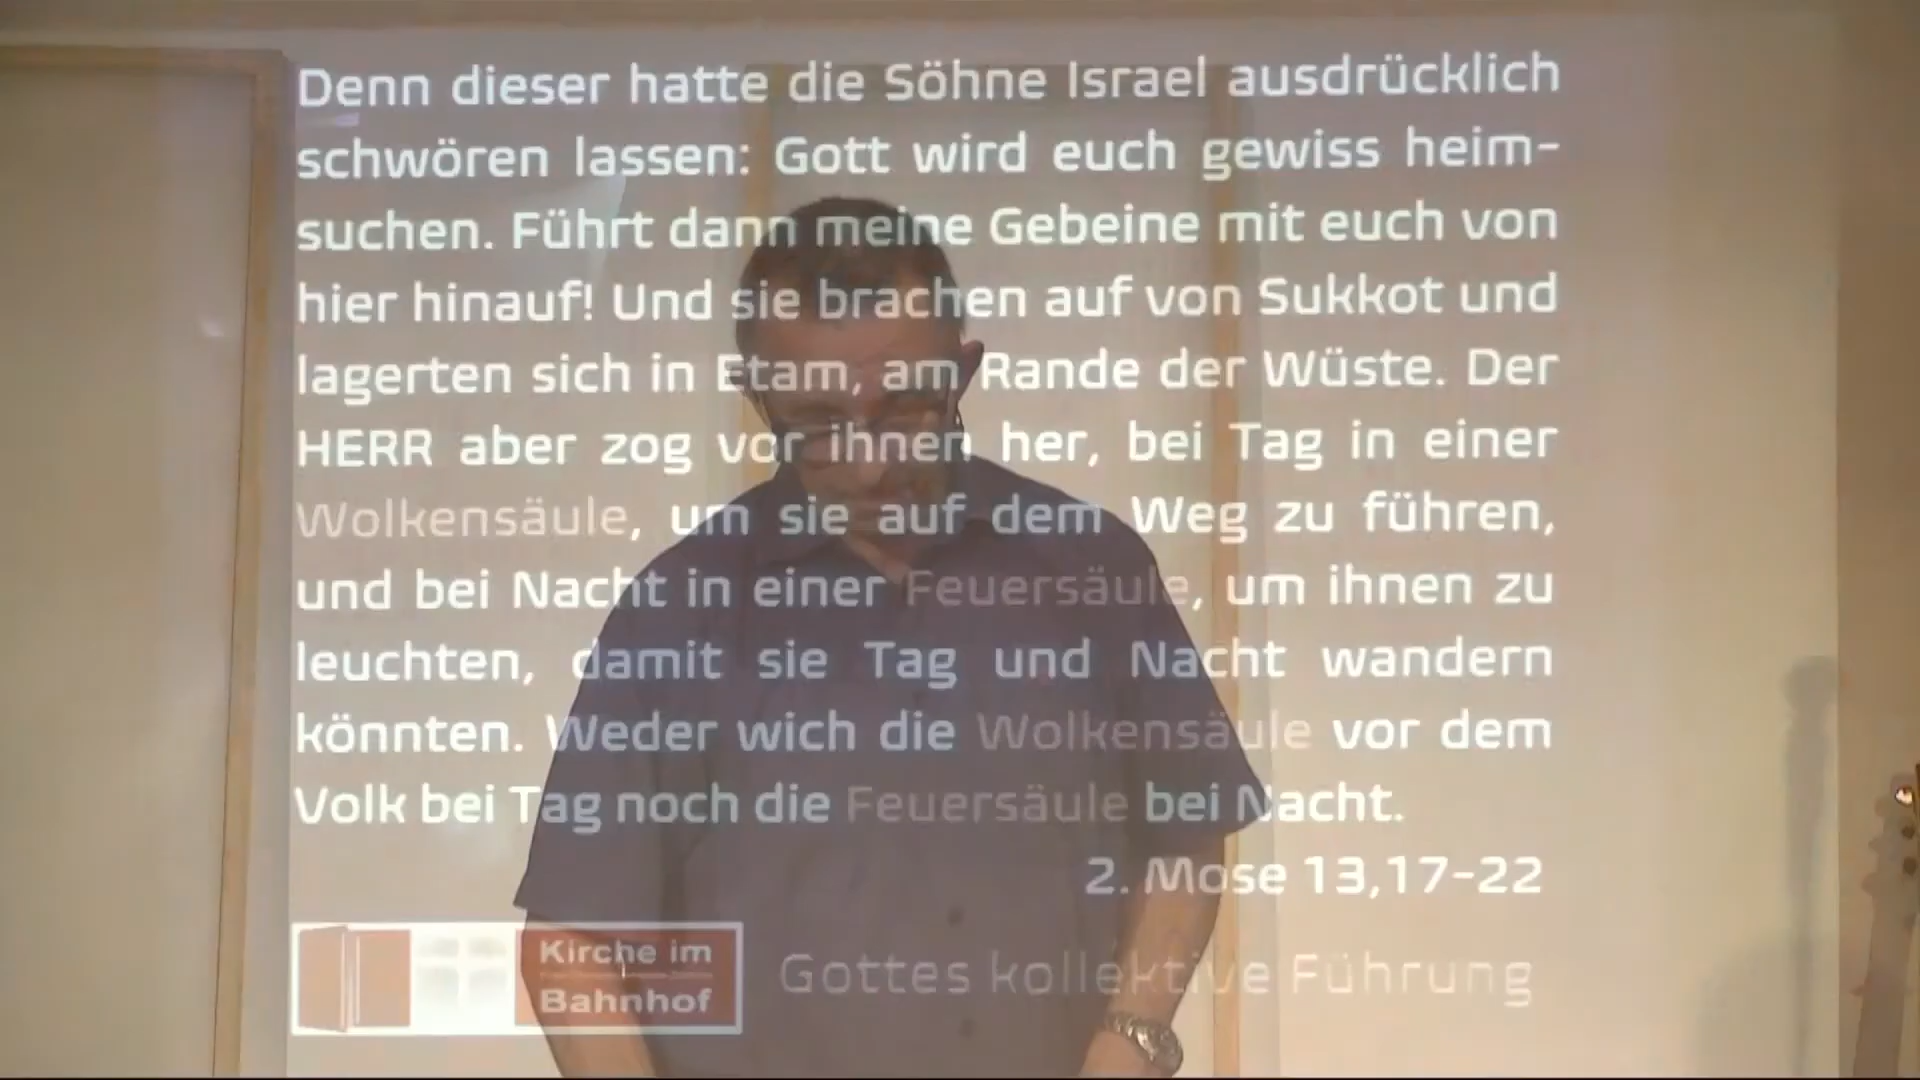 Denn dieser hatte die Söhne Israel ausdrücklich
schwören lassen: Gott wird euch gewiss heim-
suchen. Führt dann meine Gebeine mit euch von
hier hinauf! Und sie brachen auf von Sukkot und
lagerten sich in Etam, am Rande der Wüste. Der
HERR aber zog vor ihnen her, bei Tag in einer
Wolkensäule, um sie auf dem Weg zu führen,
und bei Nacht in einer Feuersäule, um ihnen zu
leuchten, damit sie Tag und Nacht wandern
könnten. Weder wich die Wolkensäule vor dem
Volk bei Tag noch die Feuersäule bei Nacht.
2. Mose 13,17-22
Kirche im
Bahnhof
Gottes kollektive Führung